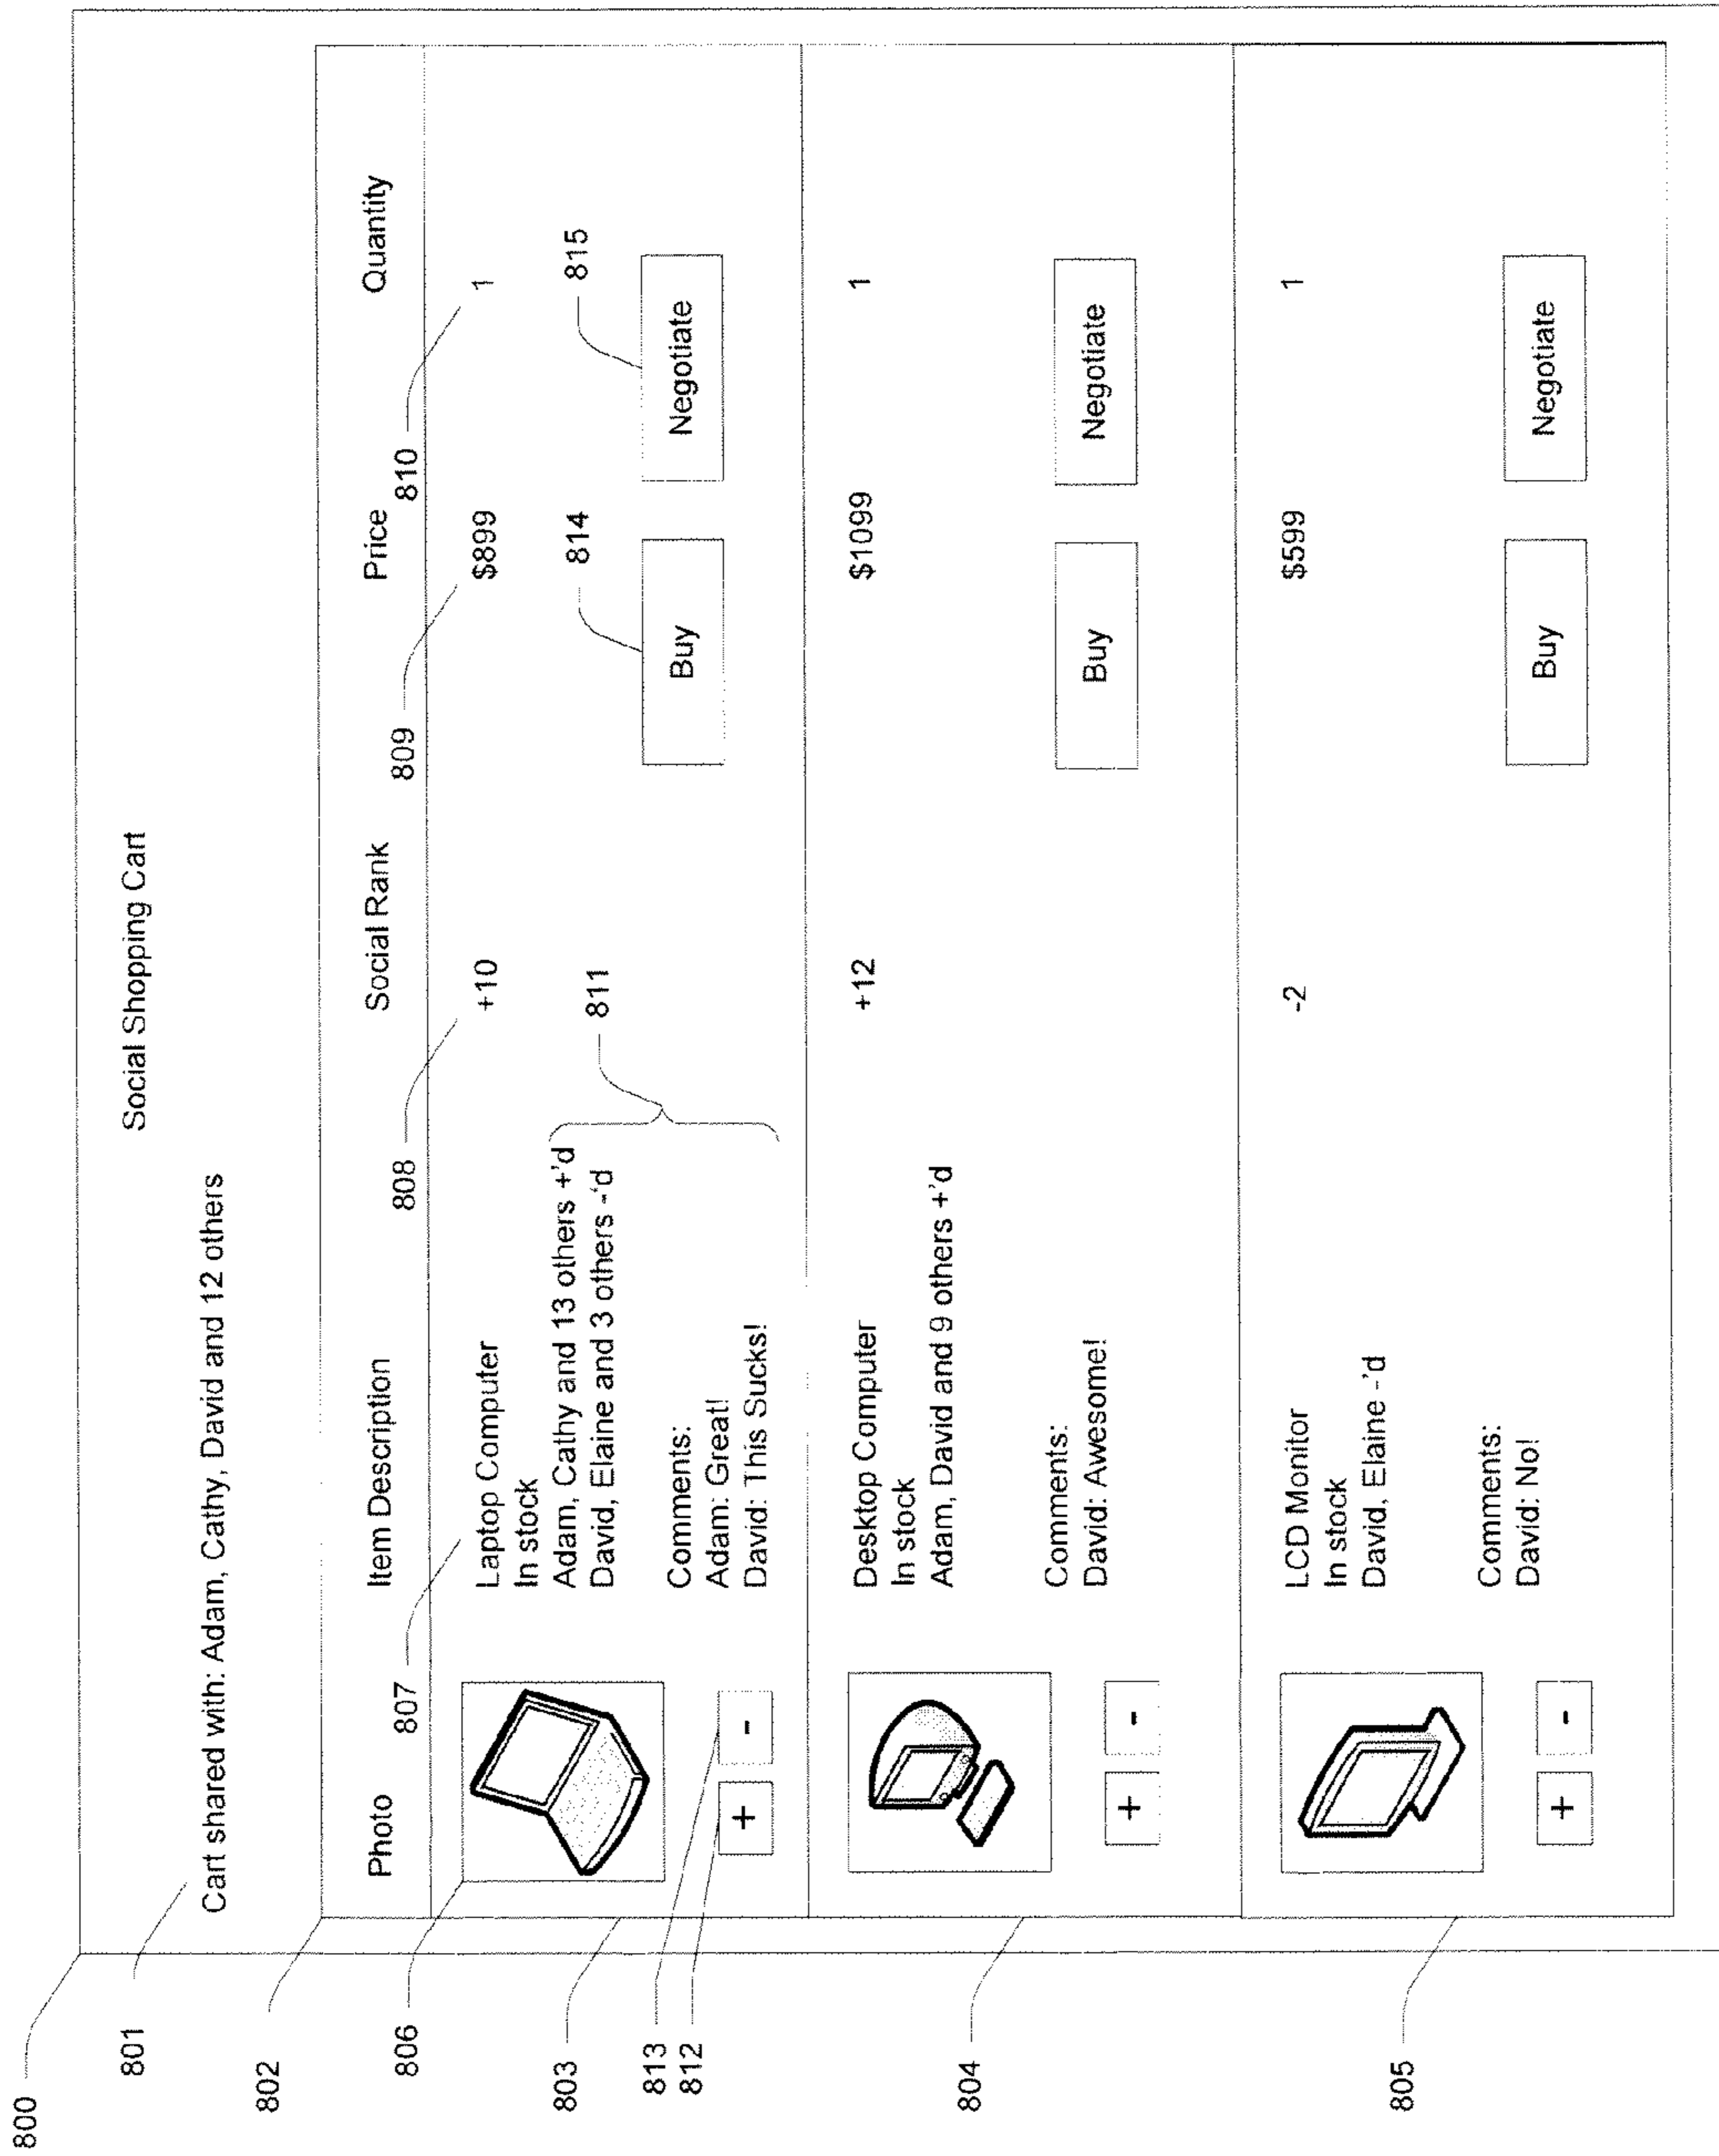 800
801
802
806
803
813
812
804
805
Social Shopping Cart
Cart shared with: Adam, Cathy, David and 12 others
Photo
Item Description
Social Rank
Price
Quantity
807
808
809
810
Laptop Computer
+10
$899
1
In stock
Adam, Cathy and 13 others +'d
David, Elaine and 3 others -'d
811
814
815
Comments:
Adam: Great!
David: This Sucks!
+
-
Buy
Negotiate
Desktop Computer
+12
$1099
1
In stock
Adam, David and 9 others +'d
Comments:
David: Awesome!
+
-
Buy
Negotiate
LCD Monitor
-2
$599
1
In stock
David, Elaine -'d
Comments:
David: No!
+
-
Buy
Negotiate